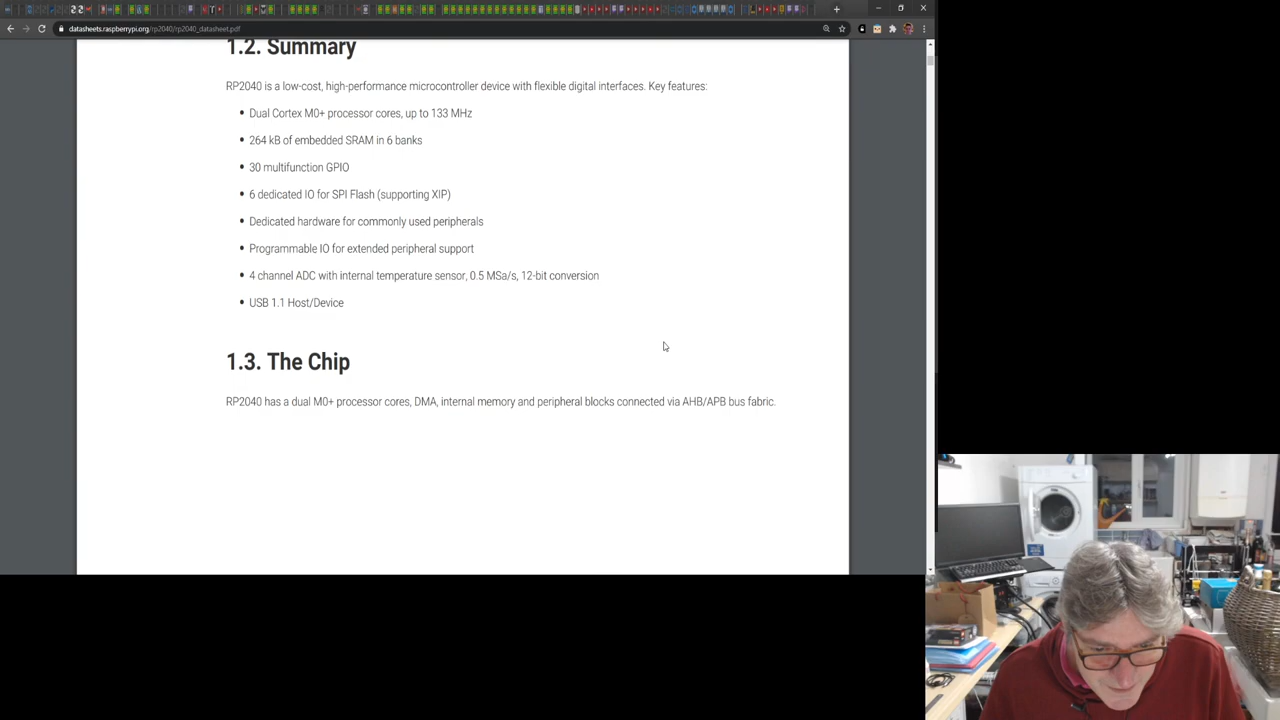 datasheets.raspberrypi.org/rp2040/rp2040_datasheet.pdf
1.2. Summary
RP2040 is a low-cost, high-performance microcontroller device with flexible digital interfaces. Key features:
• Dual Cortex M0+ processor cores, up to 133 MHz
• 264 kB of embedded SRAM in 6 banks
• 30 multifunction GPIO
• 6 dedicated IO for SPI Flash (supporting XIP)
• Dedicated hardware for commonly used peripherals
• Programmable IO for extended peripheral support
• 4 channel ADC with internal temperature sensor, 0.5 MSa/s, 12-bit conversion
• USB 1.1 Host/Device
1.3. The Chip
RP2040 has a dual M0+ processor cores, DMA, internal memory and peripheral blocks connected via AHB/APB bus fabric.